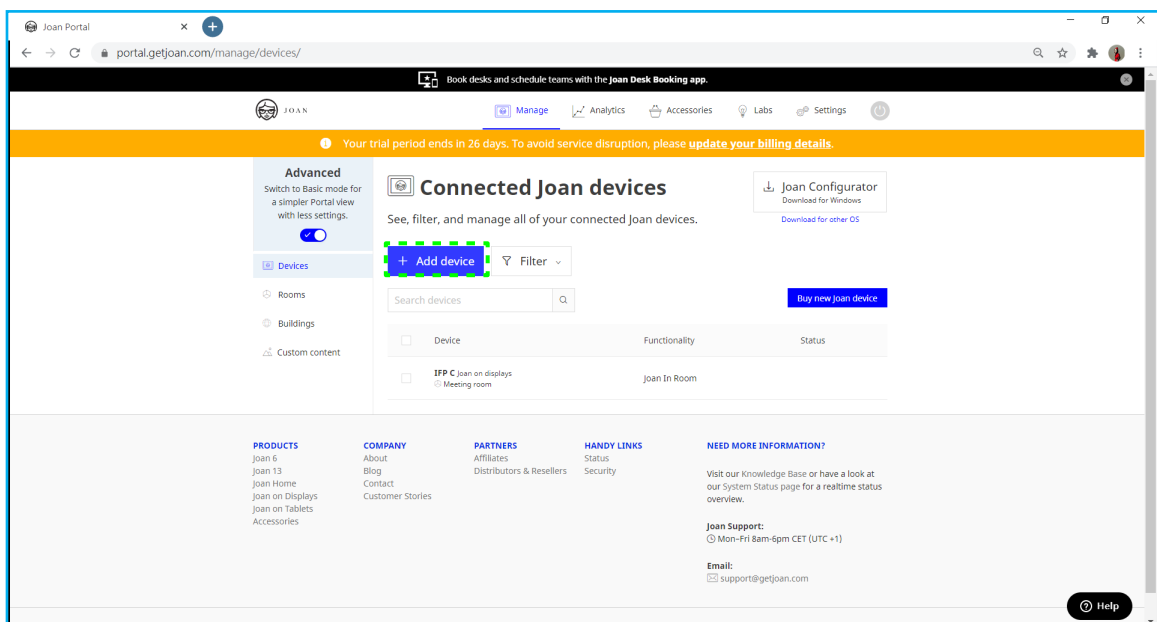 Joan Portal
portal.getjoan.com/manage/devices/
Book desks and schedule teams with the Joan Desk Booking app.
JOAN
Manage
Analytics
Accessories
Labs
Settings
Your trial period ends in 26 days. To avoid service disruption, please update your billing details.
Advanced
Switch to Basic mode for
a simpler Portal view
with less settings.
Devices
Rooms
Buildings
Custom content
Connected Joan devices
See, filter, and manage all of your connected Joan devices.
Joan Configurator
Download for Windows
Download for other OS
+ Add device
Filter
Search devices
Buy new Joan device
Device Functionality Status
IFP C Joan on displays
Meeting room
Joan In Room
PRODUCTS
Joan 6
Joan 13
Joan Home
Joan on Displays
Joan on Tablets
Accessories
COMPANY
About
Blog
Contact
Customer Stories
PARTNERS
Affiliates
Distributors & Resellers
HANDY LINKS
Status
Security
NEED MORE INFORMATION?
Visit our Knowledge Base or have a look at
our System Status page for a realtime status
overview.
Joan Support:
Mon–Fri 8am-6pm CET (UTC +1)
Email:
support@getjoan.com
Help